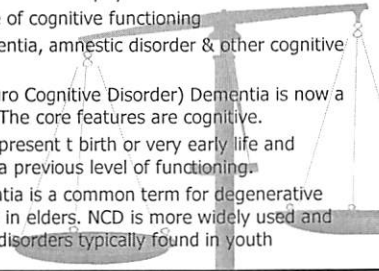 e of cognitive functioning
entia, amnestic disorder & other cognitive
ro Cognitive Disorder) Dementia is now a
The core features are cognitive.
present t birth or very early life and
a previous level of functioning.
tia is a common term for degenerative
in elders. NCD is more widely used and
disorders typically found in youth